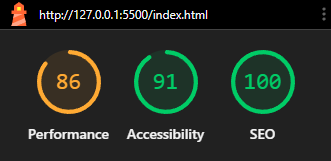 http://127.0.0.1:5500/index.html
86 91 100
Performance Accessibility SEO